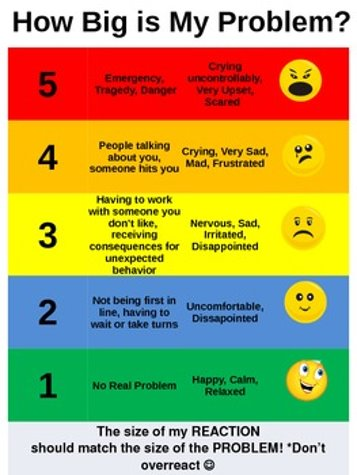 How Big is My Problem?
5
Emergency,
Tragedy, Danger
Crying
uncontrollably,
Very Upset,
Scared
4
People talking
about you,
someone hits you
Crying, Very Sad,
Mad, Frustrated
3
Having to work
with someone you
don't like,
receiving
consequences for
unexpected
behavior
Nervous, Sad,
Irritated,
Disappointed
2
Not being first in
line, having to
wait or take turns
Uncomfortable,
Dissapointed
1
No Real Problem
Happy, Calm,
Relaxed
The size of my REACTION
should match the size of the PROBLEM! *Don't
overreact ☺